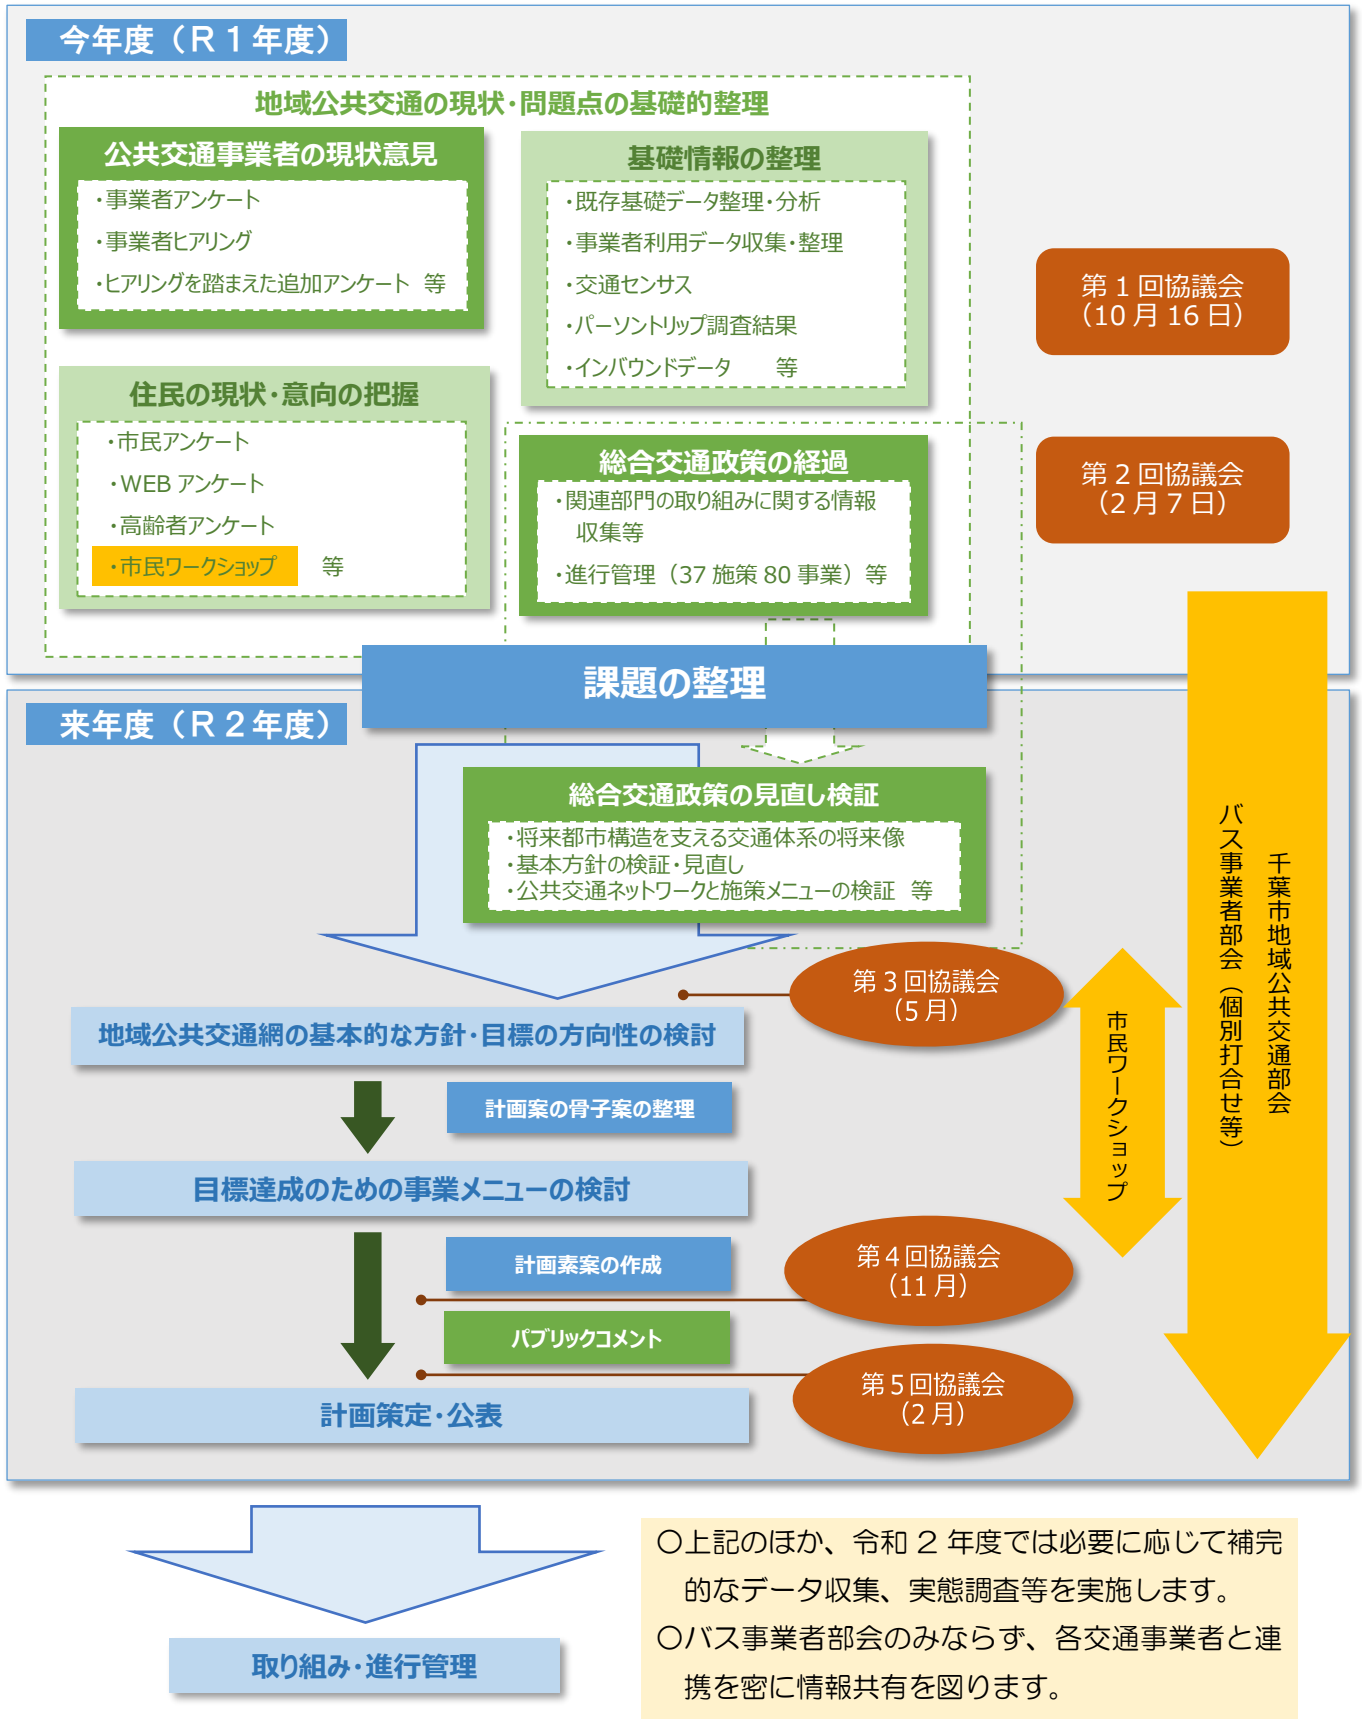 今年度（Ｒ１年度）
地域公共交通の現状・問題点の基礎的整理
公共交通事業者の現状意見
・事業者アンケート
・事業者ヒアリング
・ヒアリングを踏まえた追加アンケート 等
基礎情報の整理
・既存基礎データ整理・分析
・事業者利用データ収集・整理
・交通センサス
・パーソントリップ調査結果
・インバウンドデータ 等
住民の現状・意向の把握
・市民アンケート
・WEB アンケート
・高齢者アンケート
・市民ワークショップ 等
総合交通政策の経過
・関連部門の取り組みに関する情報
収集等
・進行管理（37 施策 80 事業）等
第 1 回協議会
（10 月 16 日）
第 2 回協議会
（2 月 7 日）
課題の整理
来年度（Ｒ２年度）
総合交通政策の見直し検証
・将来都市構造を支える交通体系の将来像
・基本方針の検証・見直し
・公共交通ネットワークと施策メニューの検証 等
千葉市地域公共交通部会
バス事業者部会（個別打合せ等）
第 3 回協議会
（5 月）
地域公共交通網の基本的な方針・目標の方向性の検討
市民ワークショップ
計画案の骨子案の整理
目標達成のための事業メニューの検討
計画素案の作成
第 4 回協議会
（11 月）
パブリックコメント
第 5 回協議会
（2 月）
計画策定・公表
取り組み・進行管理
〇上記のほか、令和 2 年度では必要に応じて補完
的なデータ収集、実態調査等を実施します。
〇バス事業者部会のみならず、各交通事業者と連
携を密に情報共有を図ります。